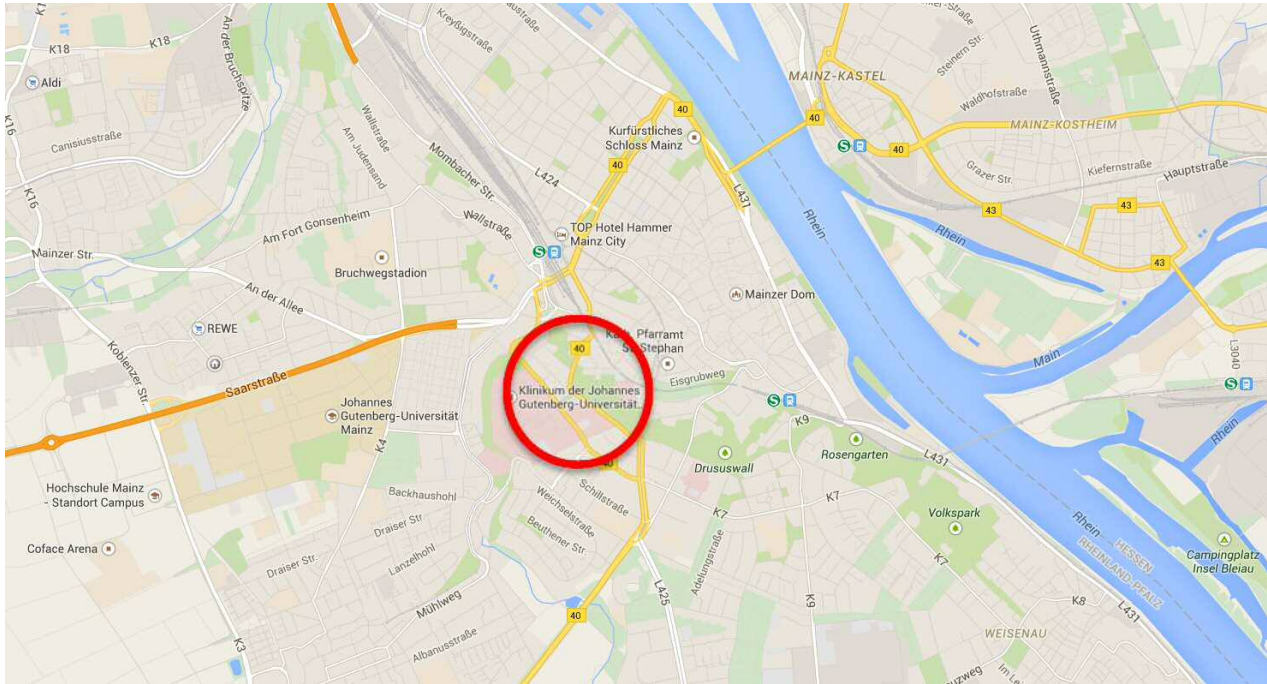 K18
K18
An der Bruchspitze
Kreyßigstraße
Aldi
K16
Canisiusstraße
Wallstraße
Am Judensand
Mombacher Str.
K16
Mainzer Str.
Am Fort Gonsenheim
Wallstraße
L424
40
40
Kurfürstliches
Schloss Mainz
L431
MAINZ-KASTEL
Steinern Str.
Uthmannstraße
Waldhofstraße
MAINZ-KOSTHEIM
40
40
Grazer Str.
Kiefernstraße
Hauptstraße
S
43
43
43
Rhein
Rhein
TOP Hotel Hammer
Mainz City
S
Bruchwegstadion
An der Allee
REWE
Koblenzer Str.
Saarstraße
Mainzer Dom
Kath. Pfarramt
St. Stephan
40
Eisgrubweg
Klinikum der Johannes
Gutenberg-Universität...
Johannes
Gutenberg-Universität
Mainz
K4
S
K9
Main
L3040
S
Rhein
Rosengarten
L431
Drususwall
40
Hochschule Mainz
- Standort Campus
Backhaushohl
Weichselstraße
Schillstraße
K7
Volkspark
Rhein
HESSEN
RHEINLAND-PFALZ
Campingplatz
Insel Bleiau
Coface Arena
Draiser Str
Draiser Str.
Lanzelhohl
Beuthener Str.
Adelungstraße
K7
L425
K9
K8
L431
Mühlweg
40
K3
Albanusstraße
WEISENAU